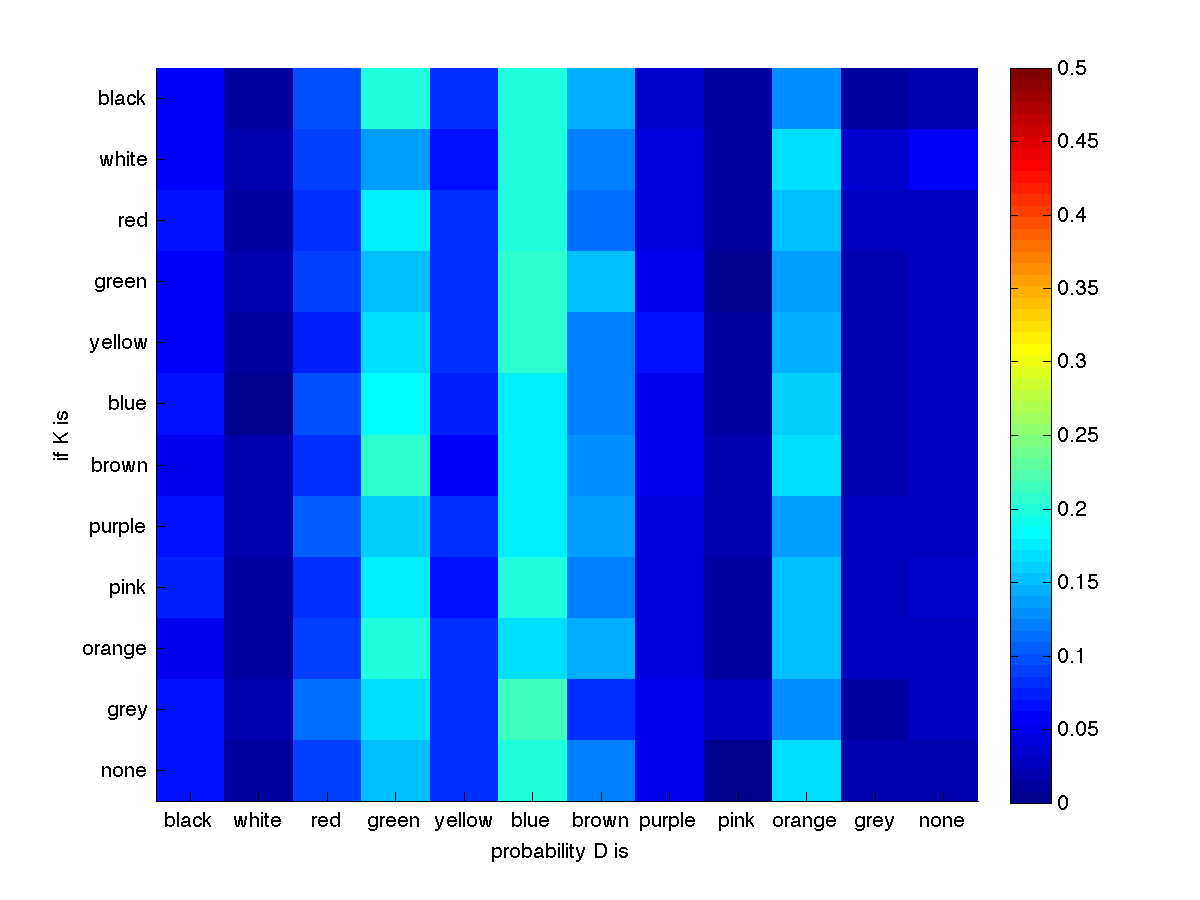 black
white
red
green
yellow
blue
brown
purple
pink
orange
grey
none
if K is
black white red green yellow blue brown purple pink orange grey none
probability D is
0.5
0.45
0.4
0.35
0.3
0.25
0.2
0.15
0.1
0.05
0